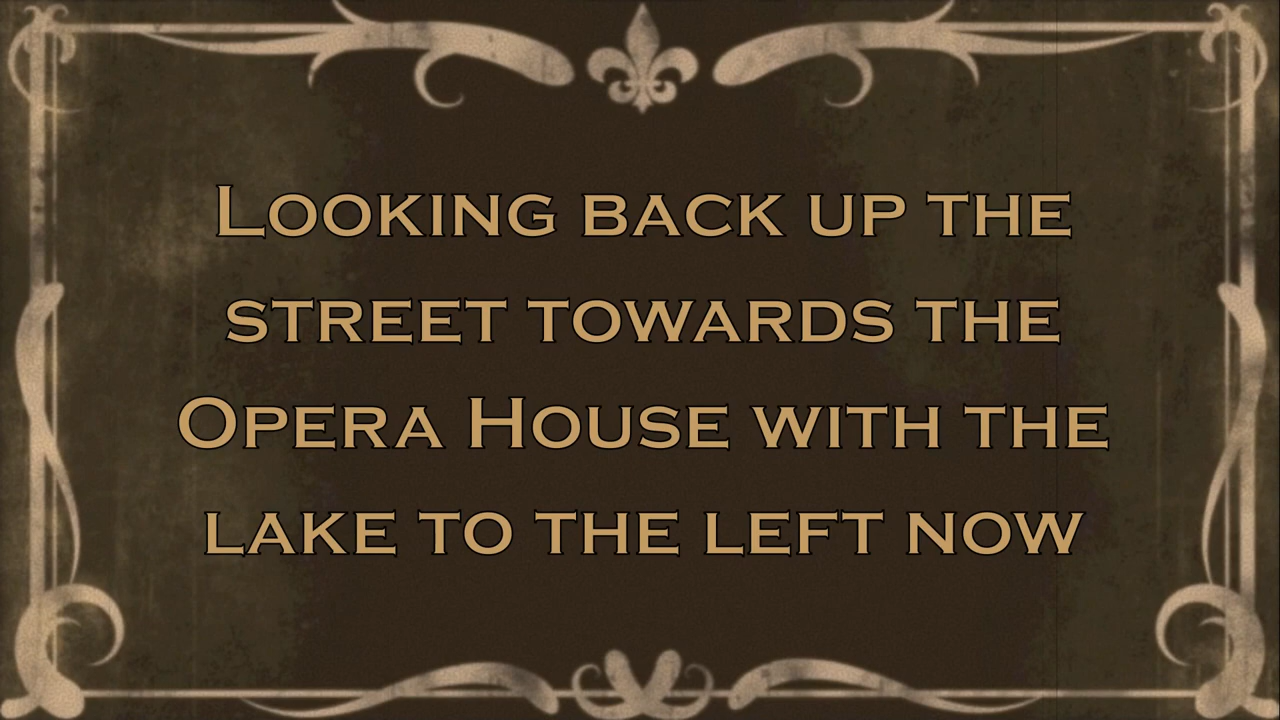 Looking back up the
street towards the
Opera House with the
lake to the left now